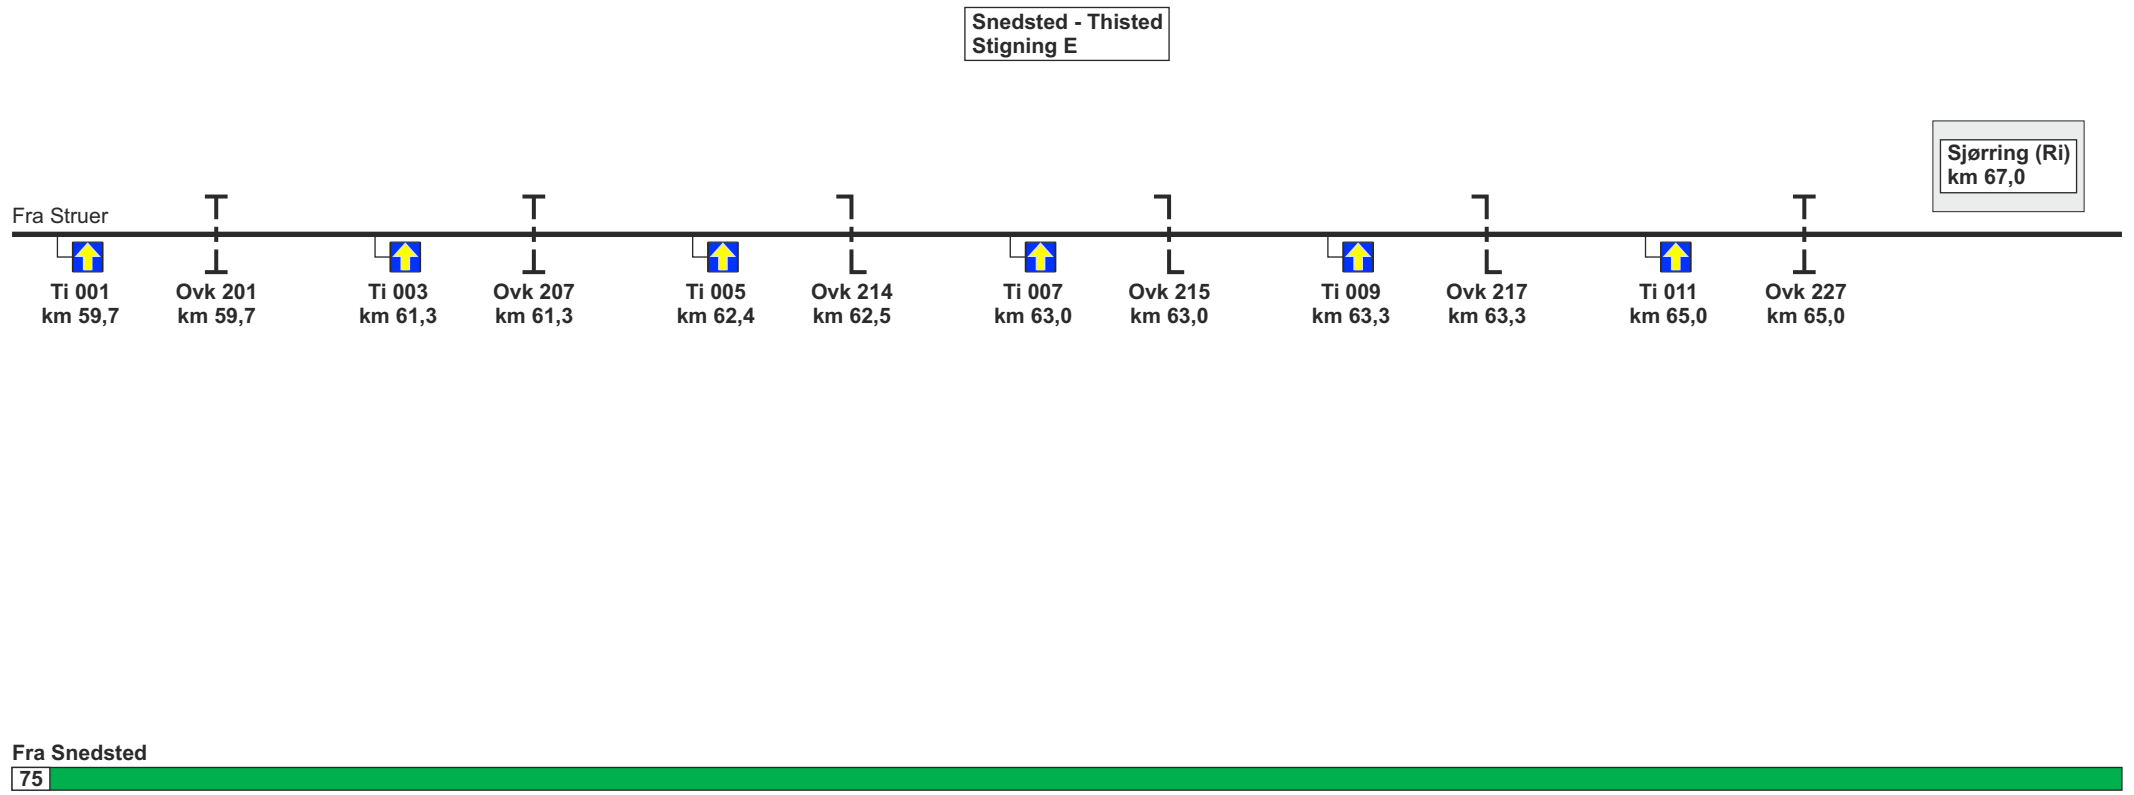 Snedsted - Thisted
Stigning E
Sjørring (Ri)
km 67,0
Fra Struer
Ti 001
km 59,7
Ovk 201
km 59,7
Ti 003
km 61,3
Ovk 207
km 61,3
Ti 005
km 62,4
Ovk 214
km 62,5
Ti 007
km 63,0
Ovk 215
km 63,0
Ti 009
km 63,3
Ovk 217
km 63,3
Ti 011
km 65,0
Ovk 227
km 65,0
Fra Snedsted
75